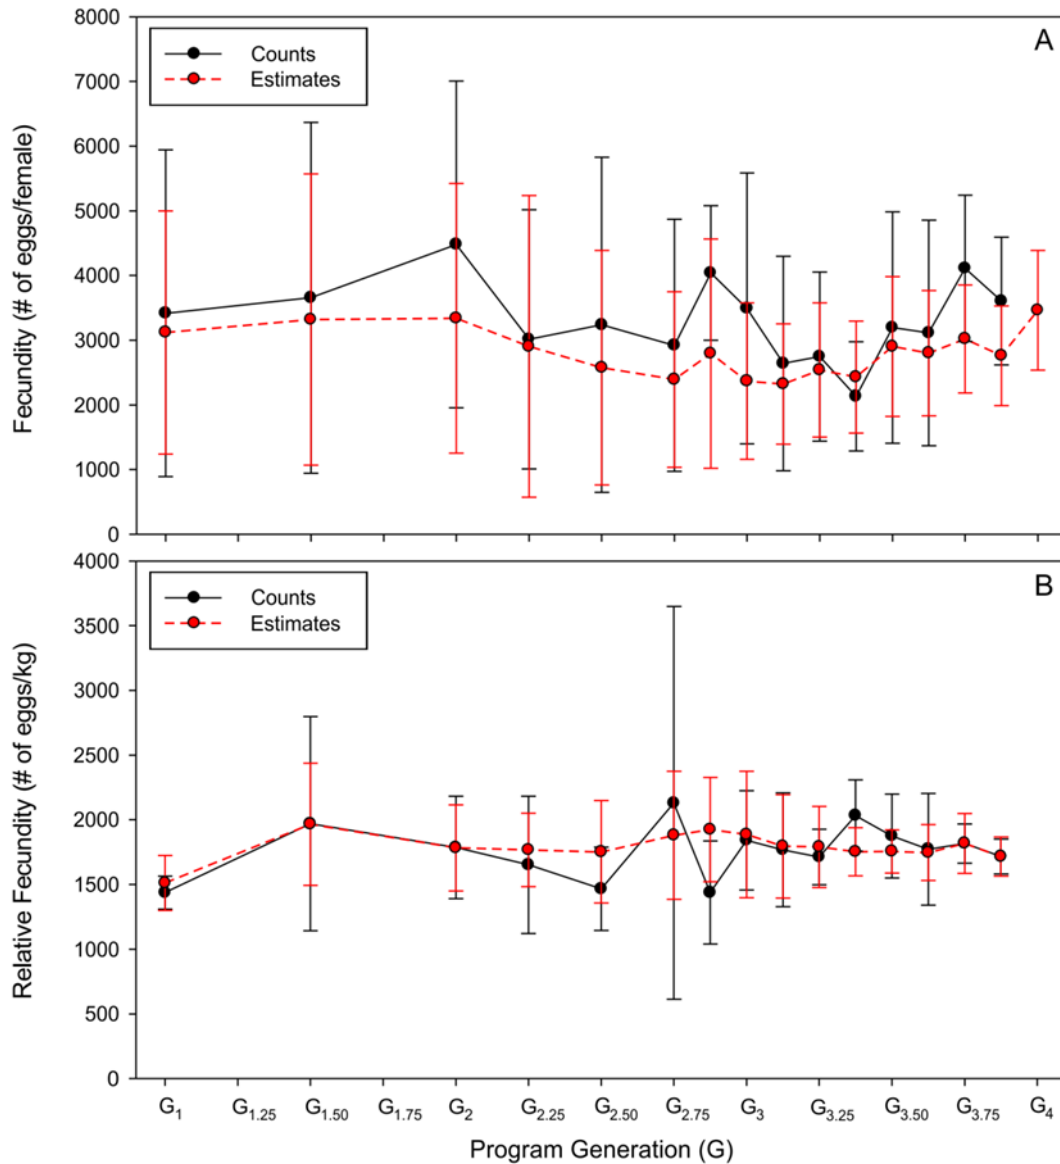 A
Counts
Estimates
8000
7000
6000
5000
4000
3000
2000
1000
0
Fecundity (# of eggs/female)
B
Counts
Estimates
4000
3500
3000
2500
2000
1500
1000
500
0
Relative Fecundity (# of eggs/kg)
G1 G1.25 G1.50 G1.75 G2 G2.25 G2.50 G2.75 G3 G3.25 G3.50 G3.75 G4
Program Generation (G)